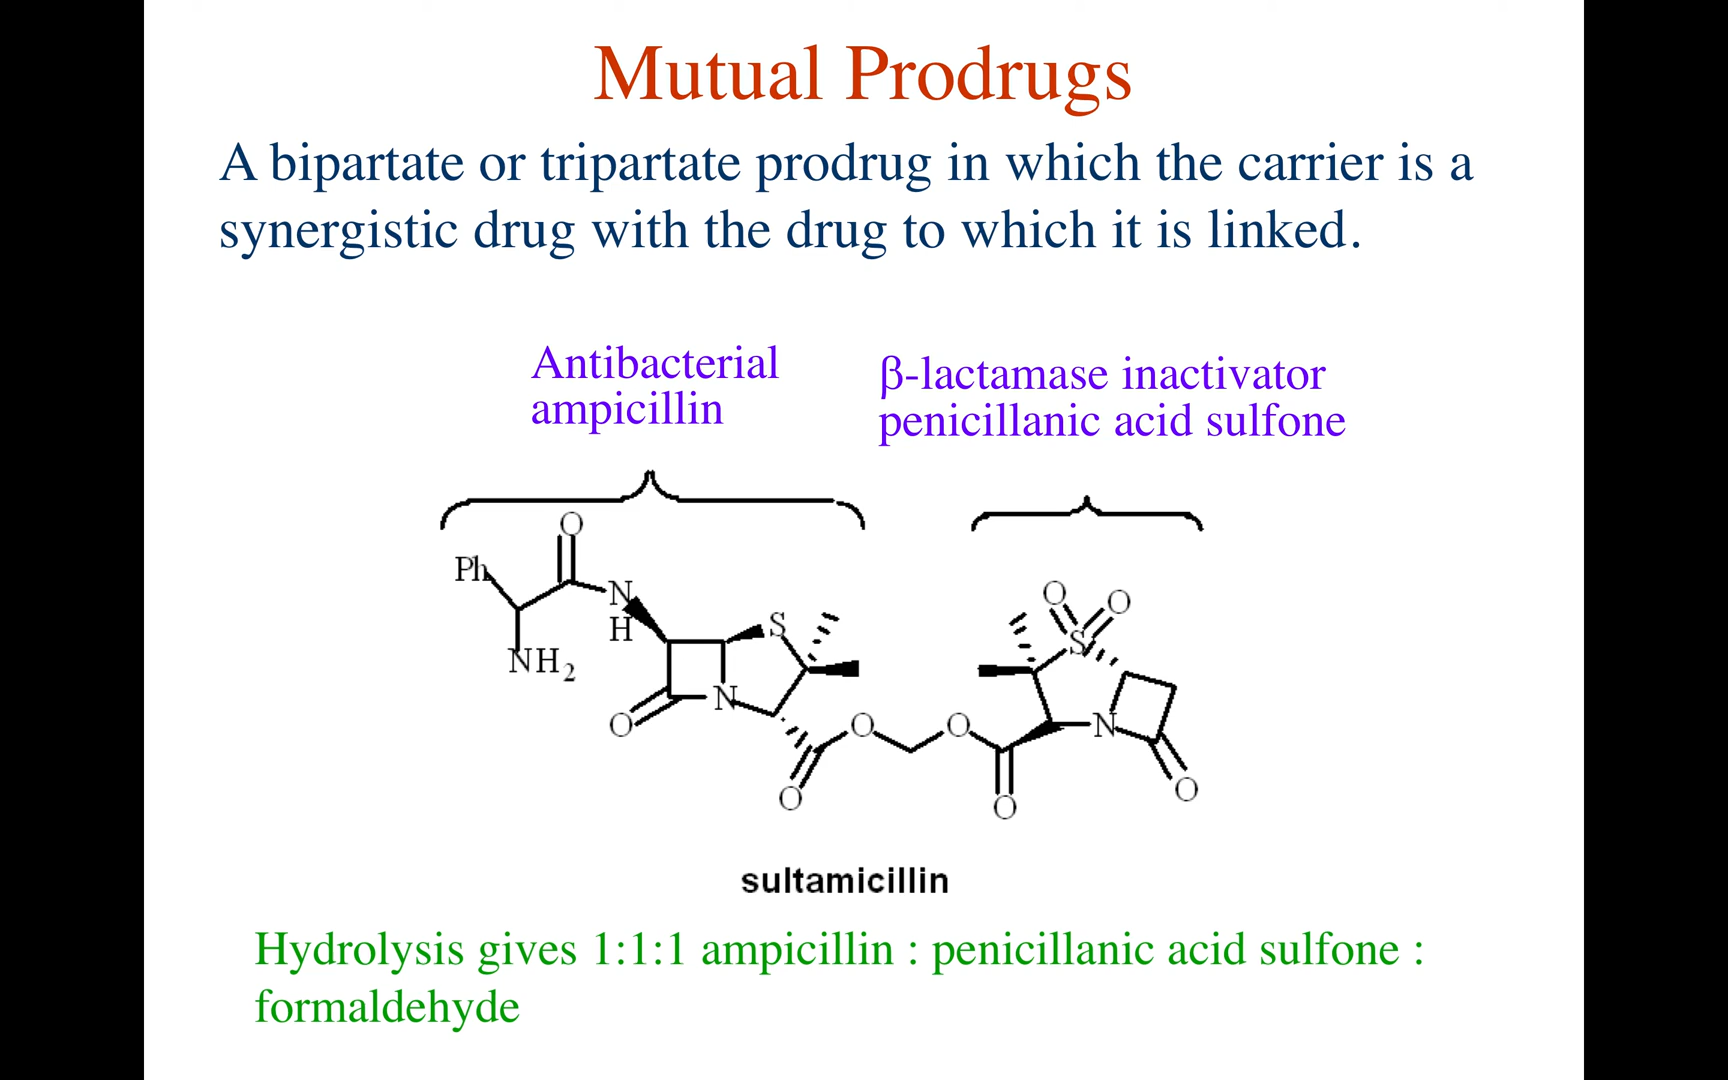 Mutual Prodrugs
A bipartate or tripartate prodrug in which the carrier is a
synergistic drug with the drug to which it is linked.
Antibacterial
ampicillin
β-lactamase inactivator
penicillanic acid sulfone
O
Ph
N
H
NH2
S
N
O
O
O
O
O
O
O
S
N
O
sultamicillin
Hydrolysis gives 1:1:1 ampicillin : penicillanic acid sulfone :
formaldehyde